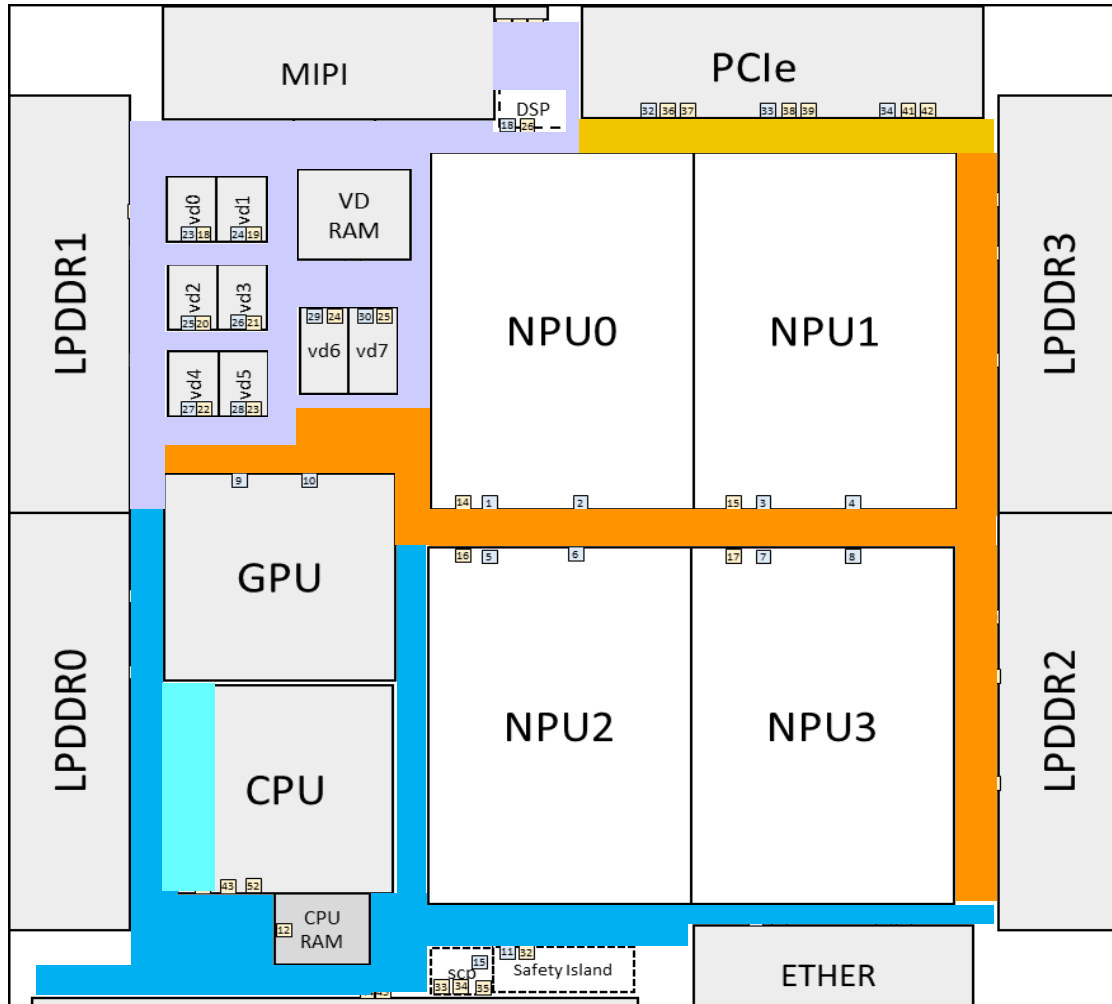 MIPI
PCIe
DSP
18 26
32 36 37
33 38 39
34 41 42
LPDDR1
LPDDR3
vd0 vd1
23 18 24 19
VD
RAM
vd2 vd3
25 20 26 21
29 24 30 25
vd6 vd7
vd4 vd5
27 22 28 23
NPU0
NPU1
9 10
14 1 2
15 3 4
16 5 6
17 7 8
GPU
LPDDR0
LPDDR2
NPU2
NPU3
CPU
43 52
12
CPU
RAM
15
scp
33 34 35
11 32
Safety Island
ETHER